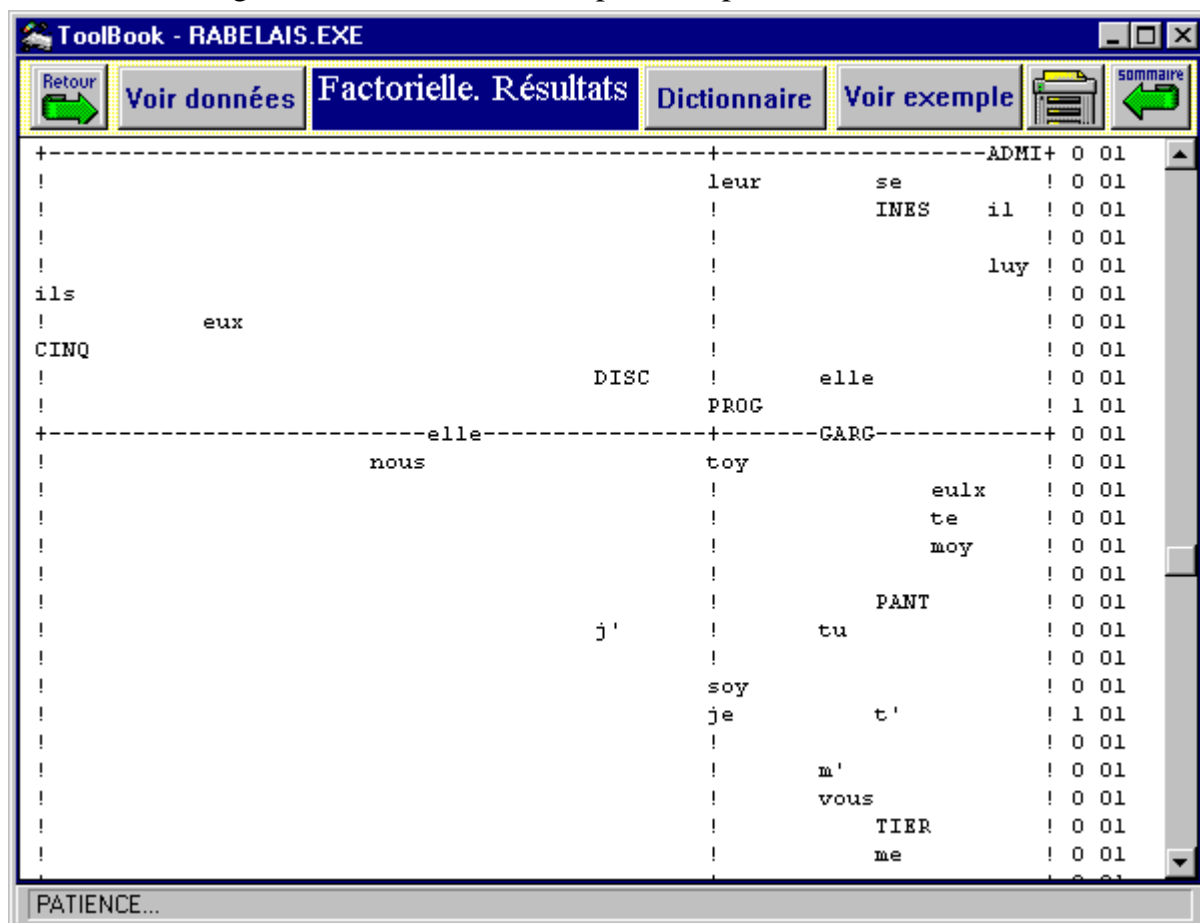 ToolBook - RABELAIS.EXE
Retour Voir données Factorielle. Résultats Dictionnaire Voir exemple sommaire
+-----------------------------------------------+-------------------ADMI+ 0 01
! leur se ! 0 01
! ! INES il ! 0 01
! ! ! 0 01
! ! luy ! 0 01
ils ! ! 0 01
! eux ! ! 0 01
CINQ ! ! 0 01
! DISC ! elle ! 0 01
! PROG ! 1 01
+---------------------------elle----------------+-------GARG------------+ 0 01
! nous toy ! 0 01
! ! eulx ! 0 01
! ! te ! 0 01
! ! moy ! 0 01
! ! ! 0 01
! ! PANT ! 0 01
! j' ! tu ! 0 01
! ! ! 0 01
! soy ! 0 01
! je t' ! 1 01
! ! ! 0 01
! ! m' ! 0 01
! ! vous ! 0 01
! ! TIER ! 0 01
! ! me ! 0 01
PATIENCE...